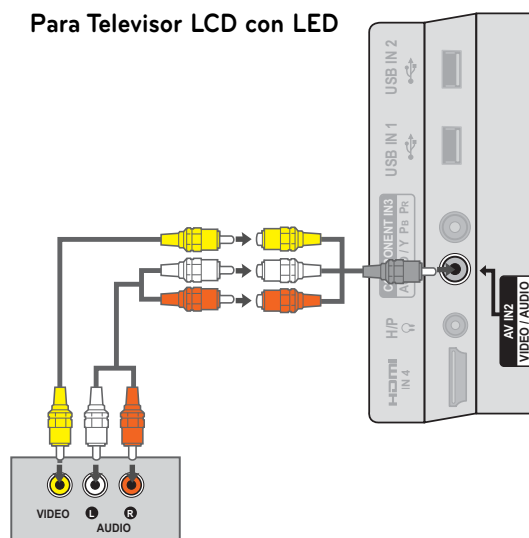 Para Televisor LCD con LED
USB IN 2
USB IN 1
IN3
/ Y PB PR
H/P
HDMI
IN 4
AV IN2
VIDEO / AUDIO
VIDEO L R
AUDIO